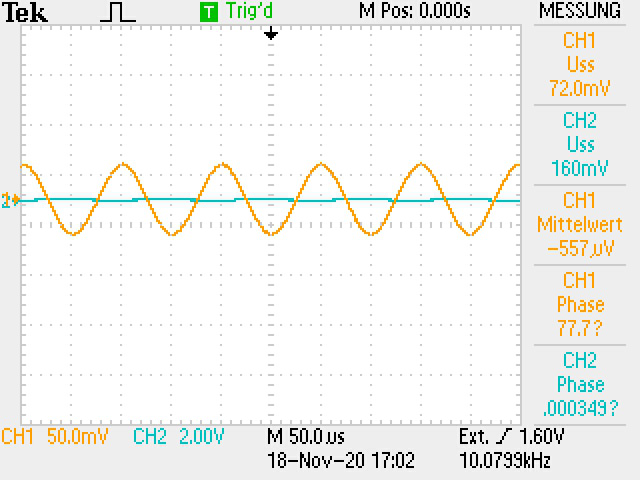 Tek
T Trig'd
M Pos: 0.000s
MESSUNG
CH1
Uss
72.0mV
CH2
Uss
160mV
CH1
Mittelwert
-557µV
CH1
Phase
77.7?
CH2
Phase
.000349?
CH1 50.0mV
CH2 2.00V
M 50.0µs
Ext. 1.60V
18-Nov-20 17:02
10.0799kHz